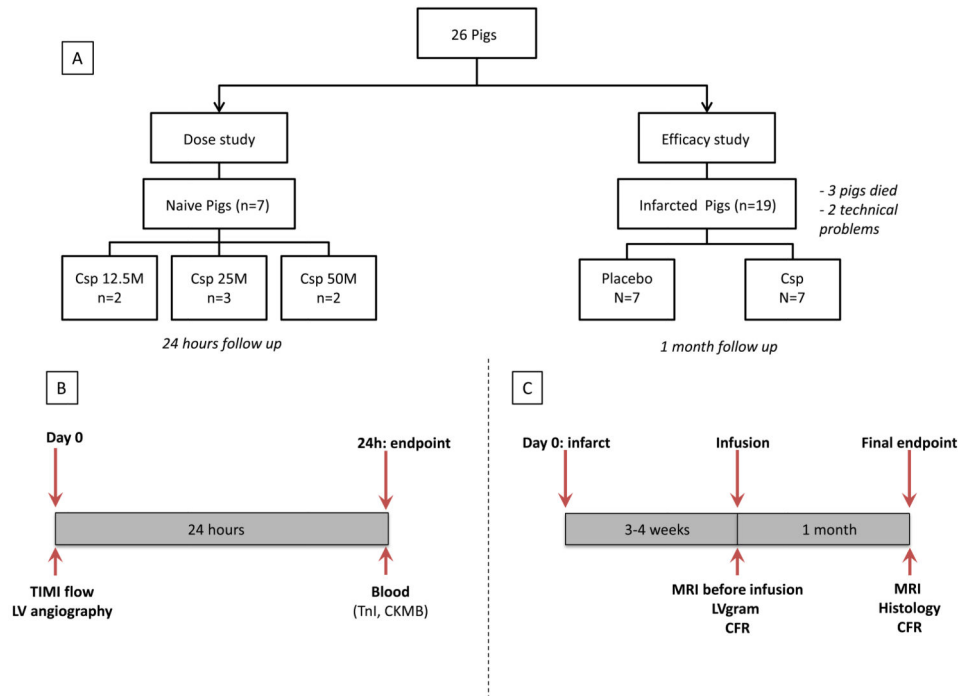 26 Pigs
A
Dose study
Efficacy study
Naive Pigs (n=7)
Infarcted Pigs (n=19)
- 3 pigs died
- 2 technical
problems
Csp 12.5M
n=2
Csp 25M
n=3
Csp 50M
n=2
Placebo
N=7
Csp
N=7
24 hours follow up
1 month follow up
B
Day 0
24h: endpoint
24 hours
TIMI flow
LV angiography
Blood
(TnI, CKMB)
C
Day 0: infarct
Infusion
Final endpoint
3-4 weeks
1 month
MRI before infusion
LVgram
CFR
MRI
Histology
CFR